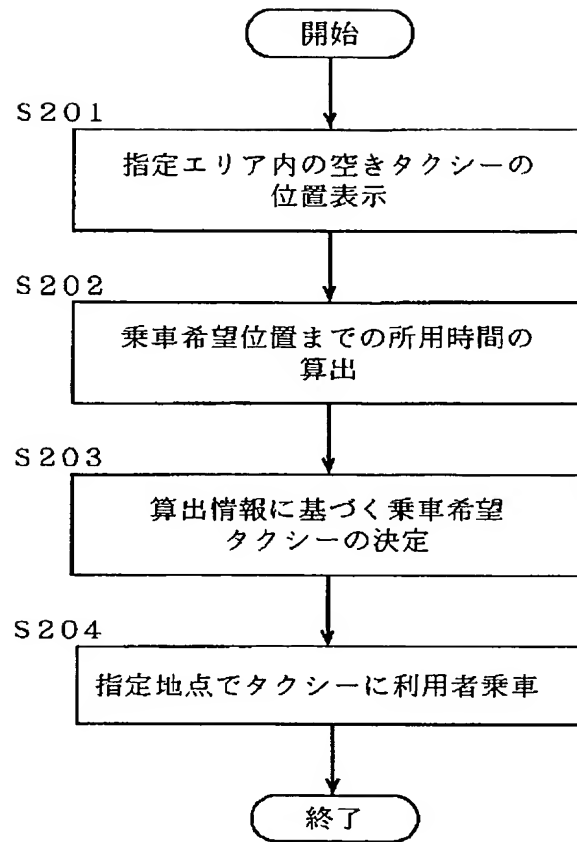 開始
S201
指定エリア内の空きタクシーの
位置表示
S202
乗車希望位置までの所用時間の
算出
S203
算出情報に基づく乗車希望
タクシーの決定
S204
指定地点でタクシーに利用者乗車
終了